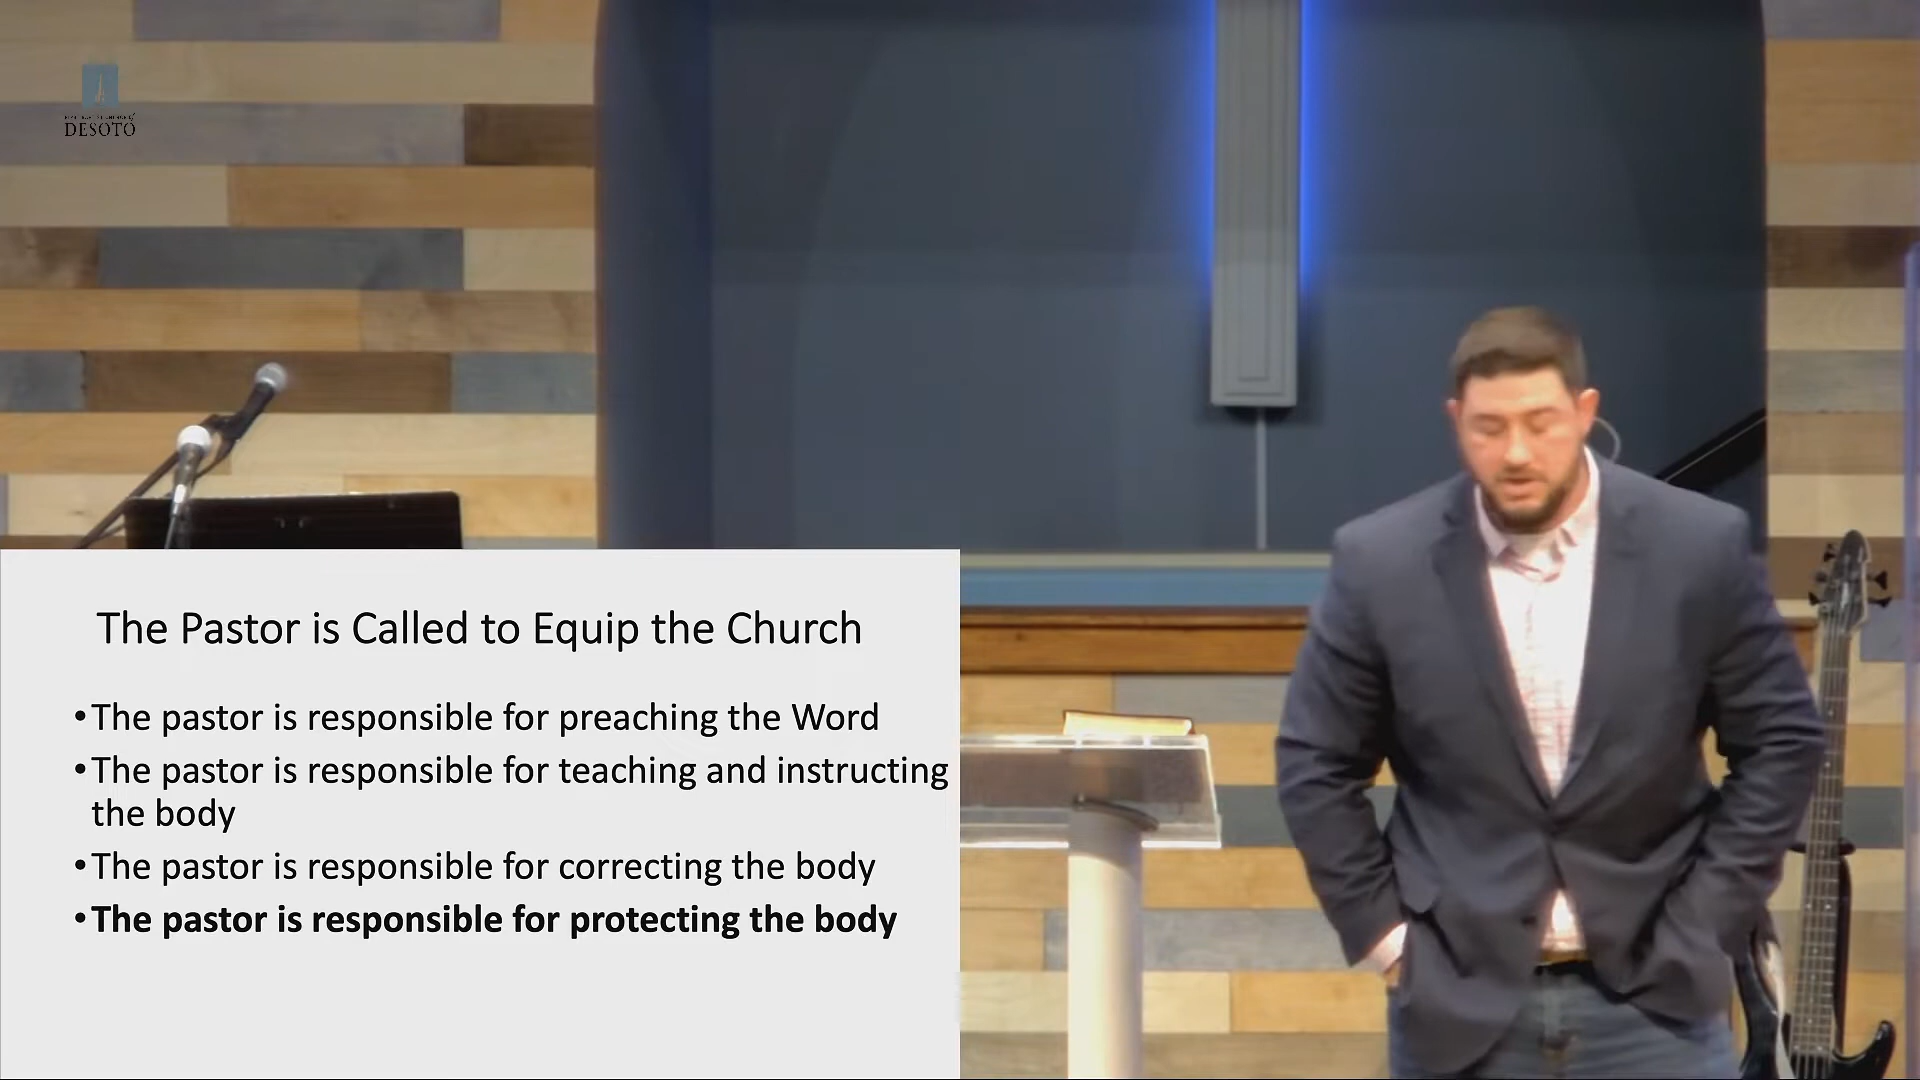 DESOTO
The Pastor is Called to Equip the Church
•The pastor is responsible for preaching the Word
•The pastor is responsible for teaching and instructing
the body
•The pastor is responsible for correcting the body
•The pastor is responsible for protecting the body